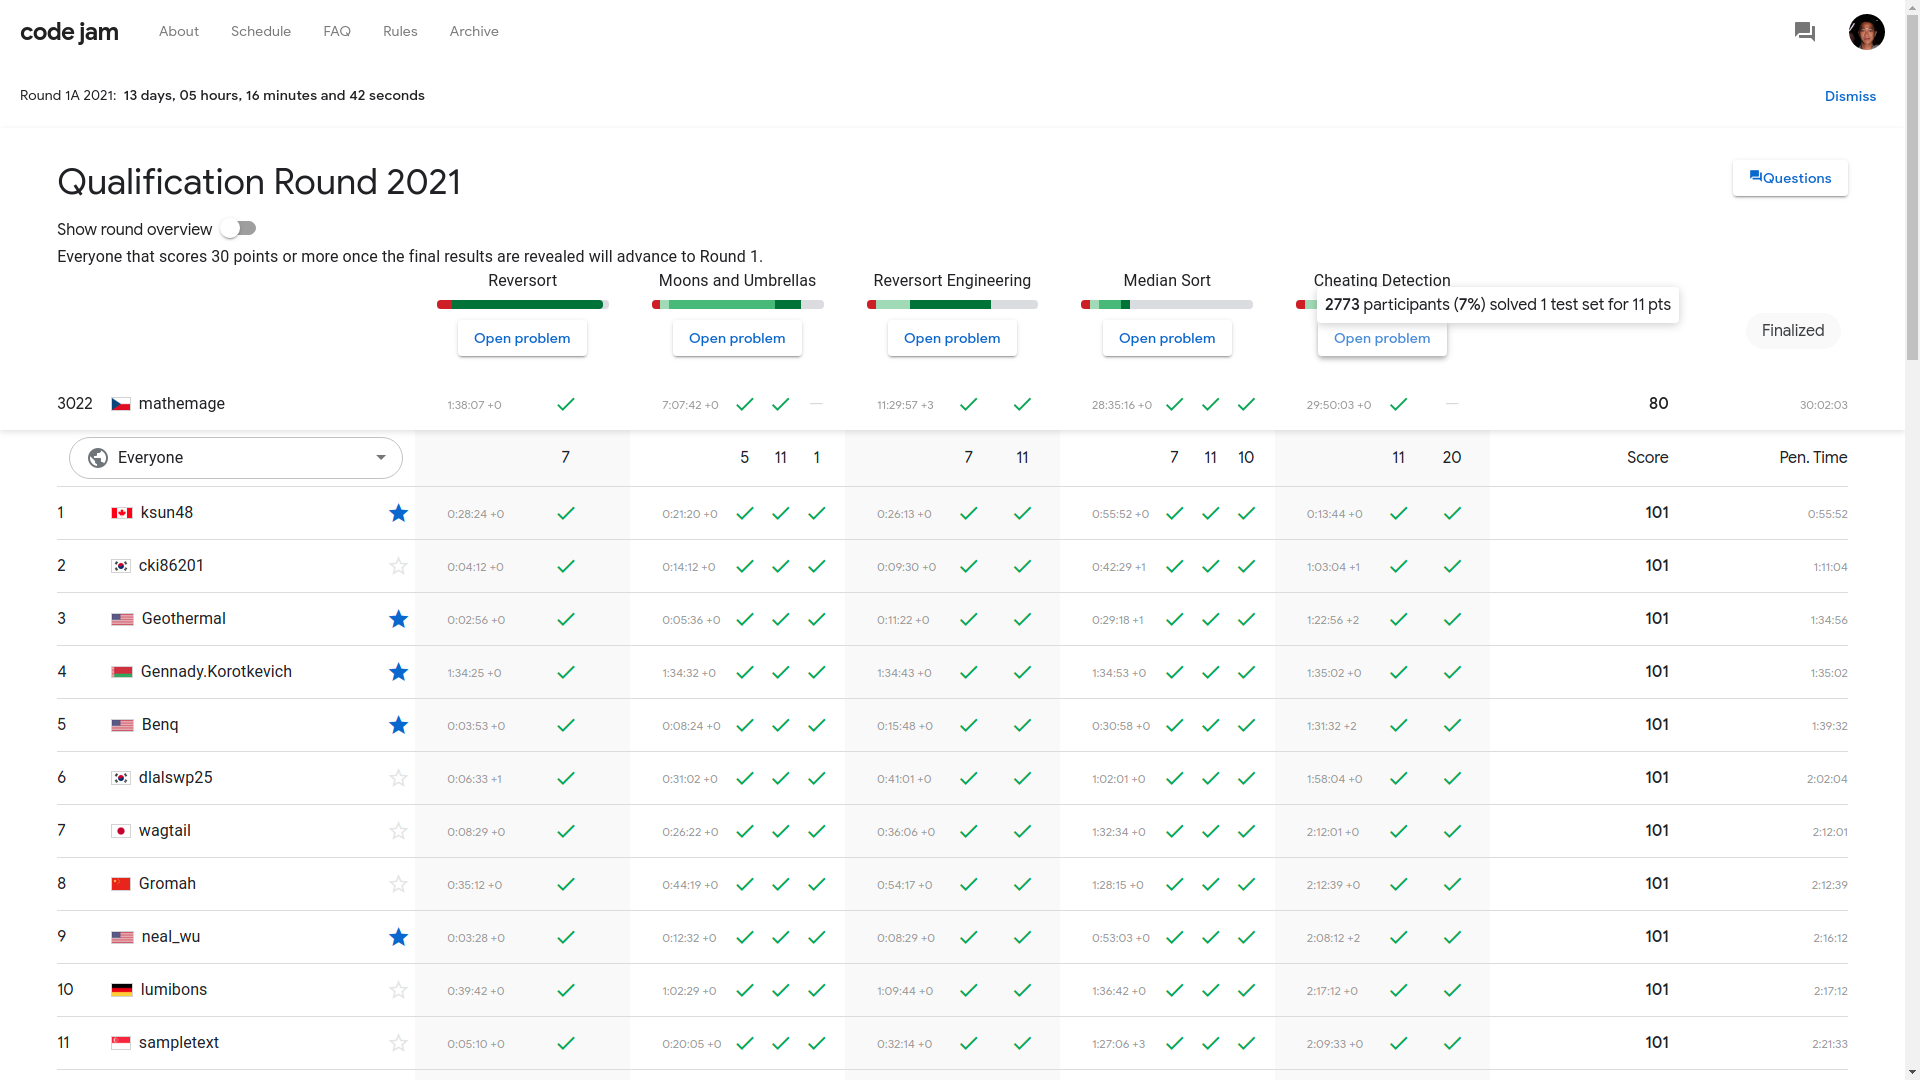 code jam About Schedule FAQ Rules Archive
Round 1A 2021: 13 days, 05 hours, 16 minutes and 42 seconds Dismiss
Qualification Round 2021 Questions
Show round overview
Everyone that scores 30 points or more once the final results are revealed will advance to Round 1.
Reversort Moons and Umbrellas Reversort Engineering Median Sort Cheating Detection
2773 participants (7%) solved 1 test set for 11 pts
Finalized
Open problem Open problem Open problem Open problem Open problem
3022 mathemage 1:38:07 +0 7:07:42 +0 11:29:57 +3 28:35:16 +0 29:50:03 +0 80 30:02:03
Everyone 7 5 11 1 7 11 7 11 10 11 20 Score Pen. Time
1 ksun48 0:28:24 +0 0:21:20 +0 0:26:13 +0 0:55:52 +0 0:13:44 +0 101 0:55:52
2 cki86201 0:04:12 +0 0:14:12 +0 0:09:30 +0 0:42:29 +1 1:03:04 +1 101 1:11:04
3 Geothermal 0:02:56 +0 0:05:36 +0 0:11:22 +0 0:29:18 +1 1:22:56 +2 101 1:34:56
4 Gennady.Korotkevich 1:34:25 +0 1:34:32 +0 1:34:43 +0 1:34:53 +0 1:35:02 +0 101 1:35:02
5 Benq 0:03:53 +0 0:08:24 +0 0:15:48 +0 0:30:58 +0 1:31:32 +2 101 1:39:32
6 dlalswp25 0:06:33 +1 0:31:02 +0 0:41:01 +0 1:02:01 +0 1:58:04 +0 101 2:02:04
7 wagtail 0:08:29 +0 0:26:22 +0 0:36:06 +0 1:32:34 +0 2:12:01 +0 101 2:12:01
8 Gromah 0:35:12 +0 0:44:19 +0 0:54:17 +0 1:28:15 +0 2:12:39 +0 101 2:12:39
9 neal_wu 0:03:28 +0 0:12:32 +0 0:08:29 +0 0:53:03 +0 2:08:12 +2 101 2:16:12
10 lumibons 0:39:42 +0 1:02:29 +0 1:09:44 +0 1:36:42 +0 2:17:12 +0 101 2:17:12
11 sampletext 0:05:10 +0 0:20:05 +0 0:32:14 +0 1:27:06 +3 2:09:33 +0 101 2:21:33